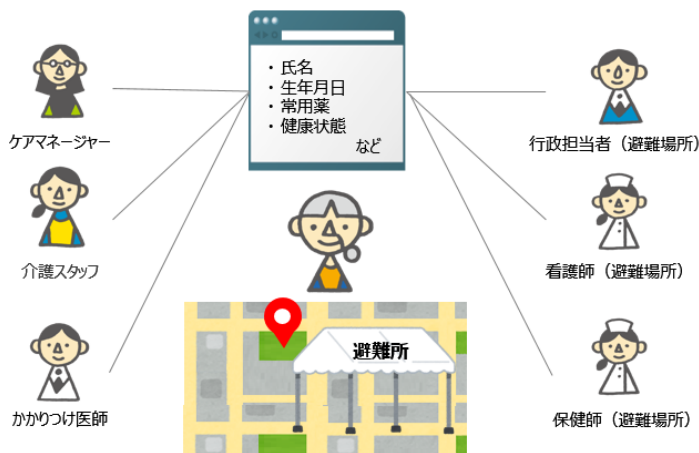 ・氏名
・生年月日
・常用薬
・健康状態
など
ケアマネージャー
介護スタッフ
かかりつけ医師
行政担当者（避難場所）
看護師（避難場所）
保健師（避難場所）
避難所